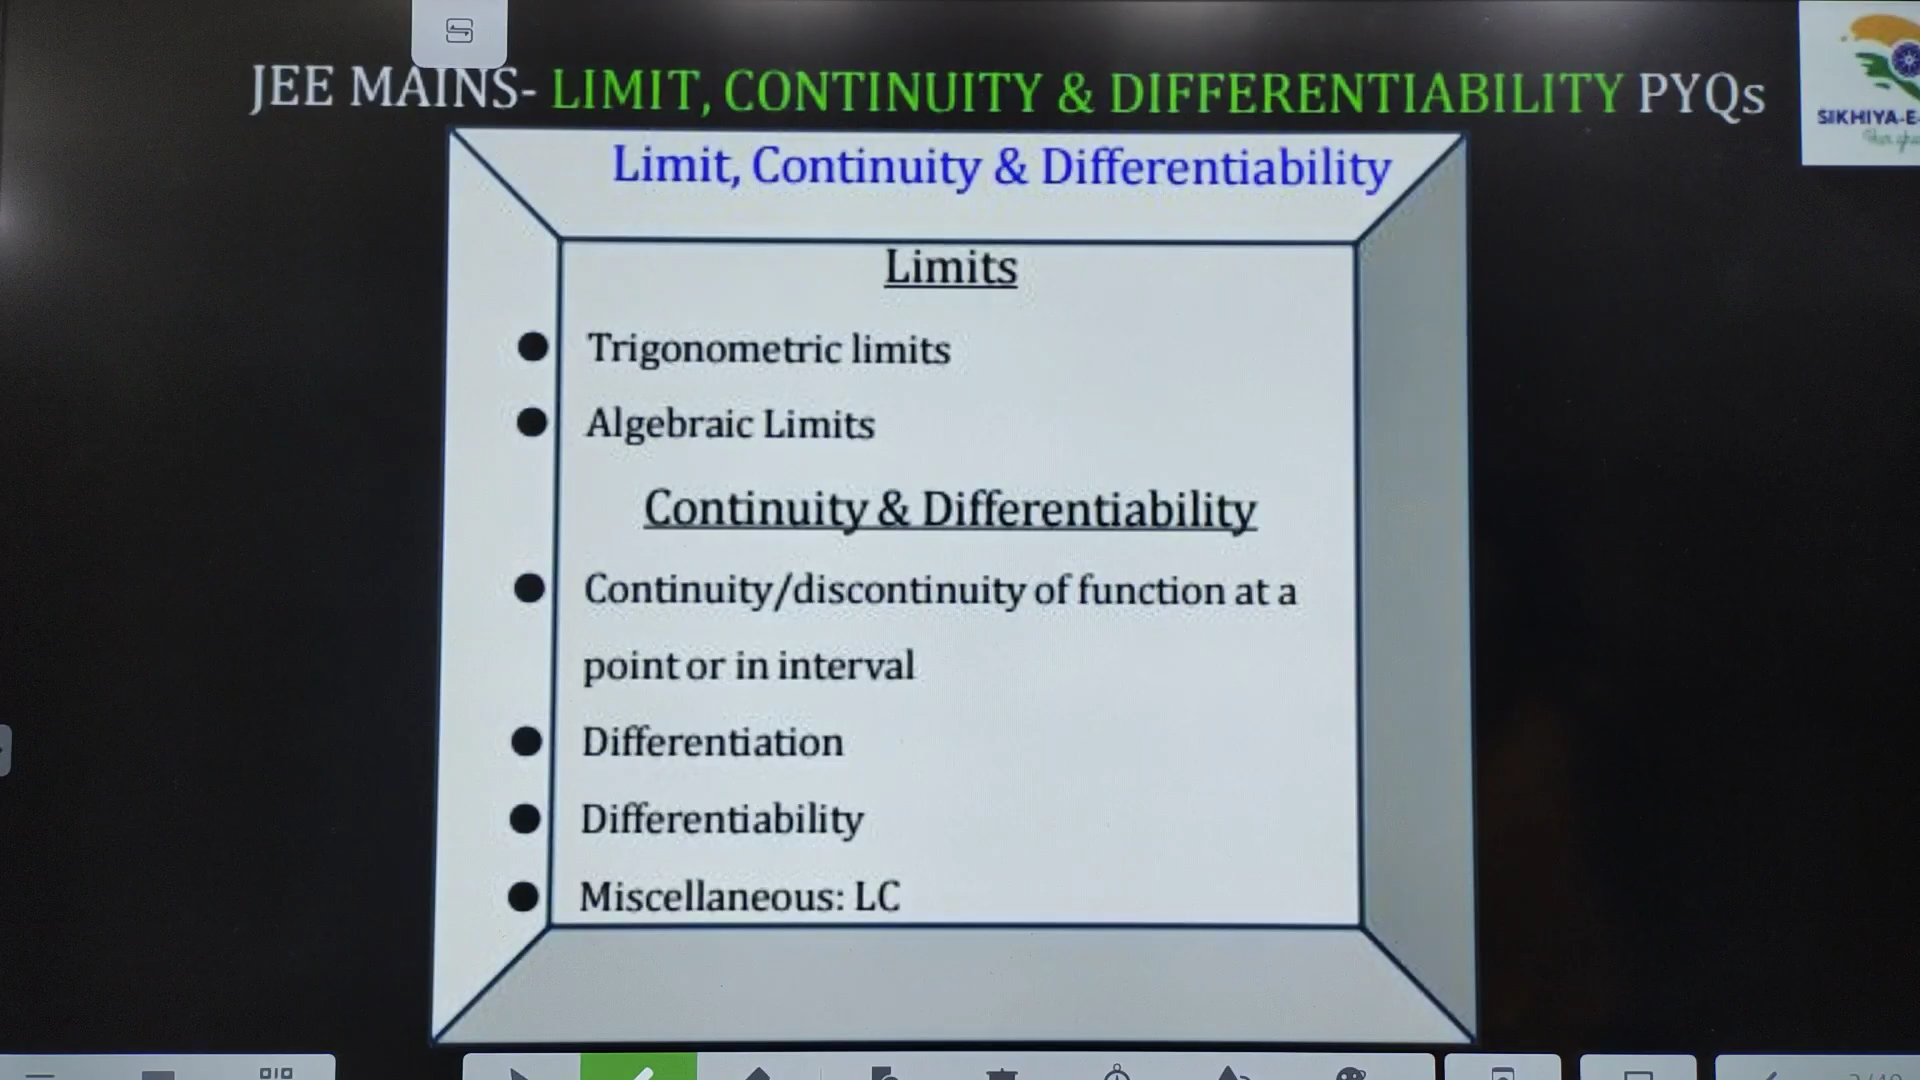 JEE MAINS- LIMIT, CONTINUITY & DIFFERENTIABILITY PYQs
SIKHIYA-E-
Limit, Continuity & Differentiability
Limits
● Trigonometric limits
● Algebraic Limits
Continuity & Differentiability
● Continuity/discontinuity of function at a
point or in interval
● Differentiation
● Differentiability
● Miscellaneous: LC